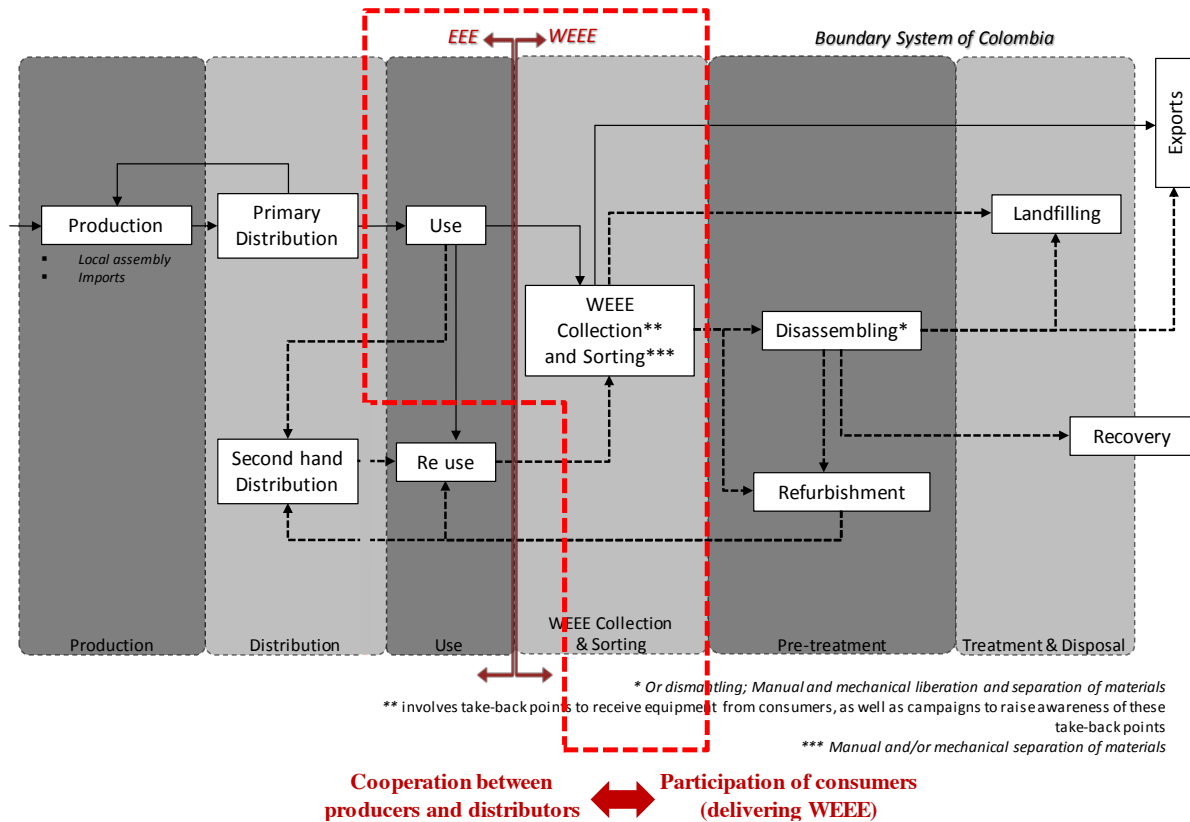 EEE
WEEE
Boundary System of Colombia
Exports
Production
Primary
Distribution
Use
Landfilling
▪ Local assembly
▪ Imports
WEEE
Collection**
and Sorting***
Disassembling*
Second hand
Distribution
Re use
Recovery
Refurbishment
Production
Distribution
Use
WEEE Collection
& Sorting
Pre-treatment
Treatment & Disposal
* Or dismantling; Manual and mechanical liberation and separation of materials
** involves take-back points to receive equipment from consumers, as well as campaigns to raise awareness of these
take-back points
*** Manual and/or mechanical separation of materials
Cooperation between
producers and distributors
Participation of consumers
(delivering WEEE)